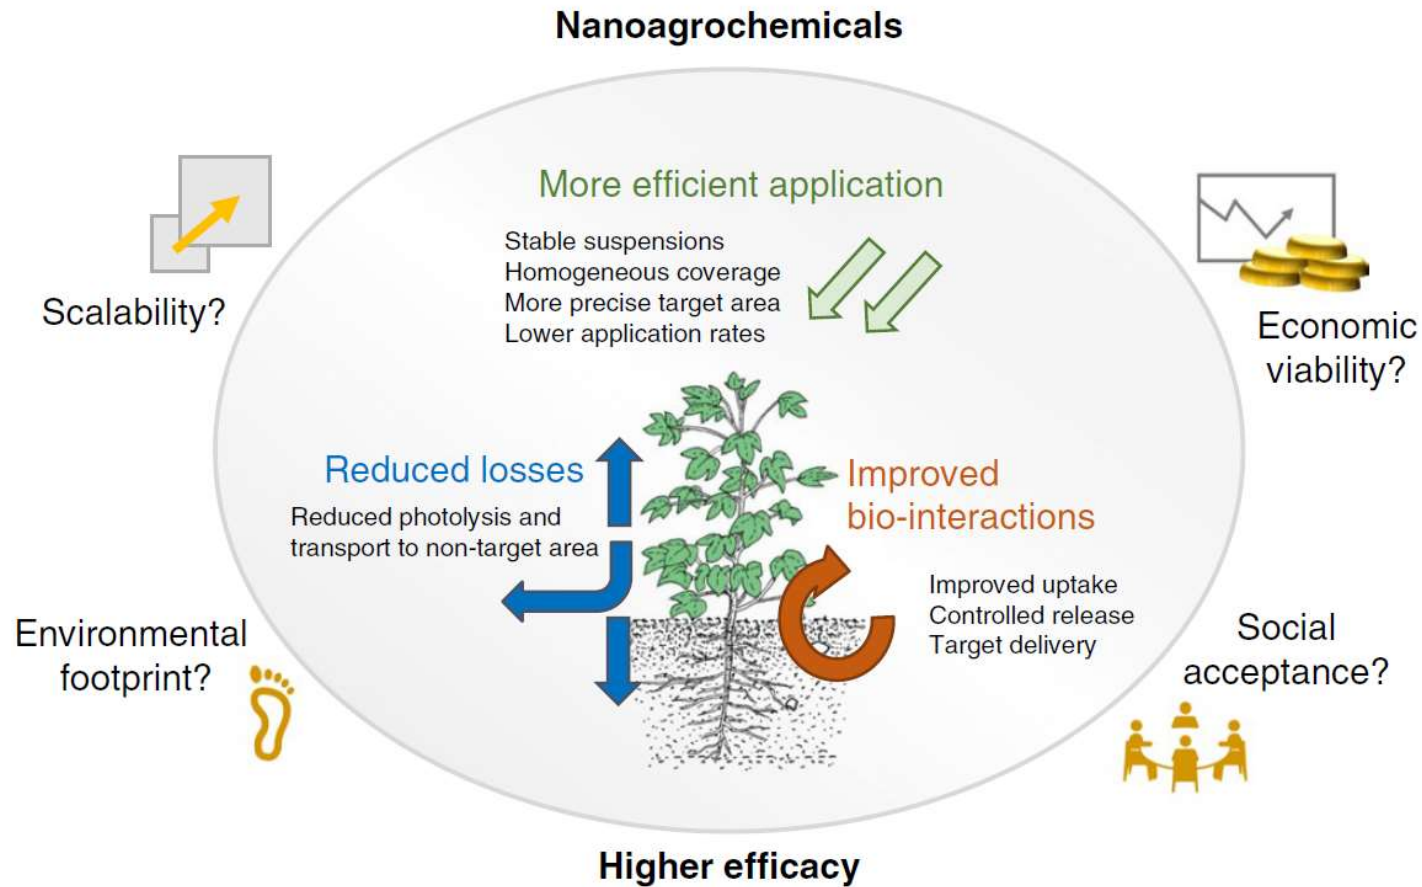 Nanoagrochemicals
More efficient application
Stable suspensions
Homogeneous coverage
More precise target area
Lower application rates
Scalability?
Economic
viability?
Reduced losses
Reduced photolysis and
transport to non-target area
Improved
bio-interactions
Improved uptake
Controlled release
Target delivery
Environmental
footprint?
Social
acceptance?
Higher efficacy